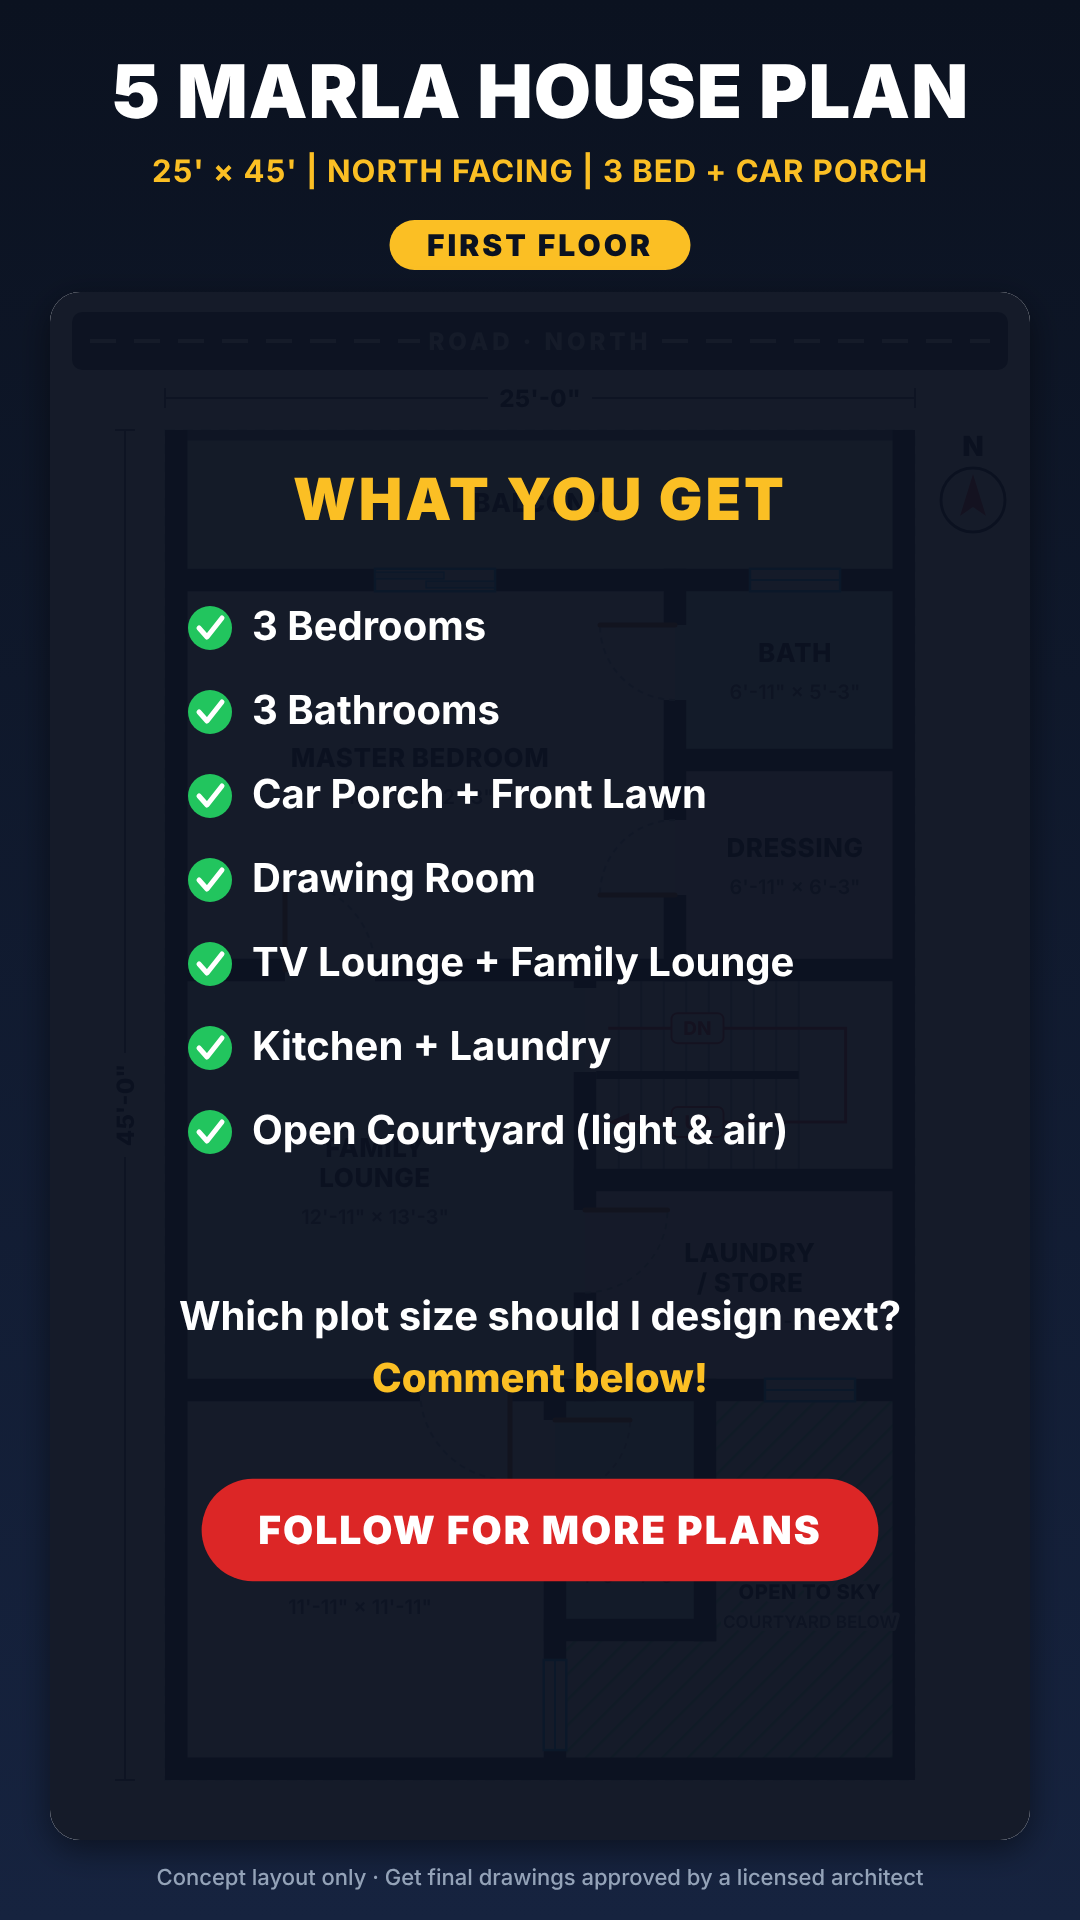 5 MARLA HOUSE PLAN
25' × 45' | NORTH FACING | 3 BED + CAR PORCH
FIRST FLOOR
ROAD · NORTH
25'-0"
N
WHAT YOU GET
3 Bedrooms
BATH
6'-11" × 5'-3"
3 Bathrooms
MASTER BEDROOM
Car Porch + Front Lawn
DRESSING
6'-11" × 6'-3"
Drawing Room
TV Lounge + Family Lounge
DN
Kitchen + Laundry
45'-0"
Open Courtyard (light & air)
FAMILY
LOUNGE
12'-11" × 13'-3"
LAUNDRY
/ STORE
Which plot size should I design next?
Comment below!
FOLLOW FOR MORE PLANS
OPEN TO SKY
11'-11" × 11'-11"
COURTYARD BELOW
Concept layout only · Get final drawings approved by a licensed architect